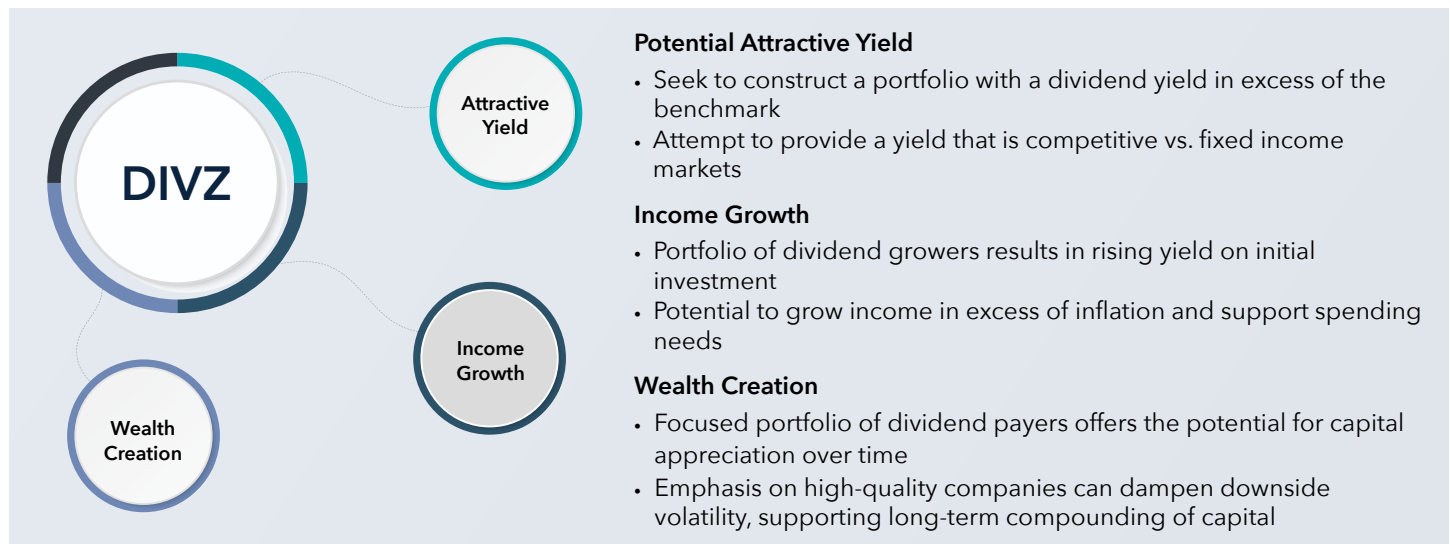 DIVZ
Attractive
Yield
Income
Growth
Wealth
Creation
Potential Attractive Yield
• Seek to construct a portfolio with a dividend yield in excess of the
benchmark
• Attempt to provide a yield that is competitive vs. fixed income
markets
Income Growth
• Portfolio of dividend growers results in rising yield on initial
investment
• Potential to grow income in excess of inflation and support spending
needs
Wealth Creation
• Focused portfolio of dividend payers offers the potential for capital
appreciation over time
• Emphasis on high-quality companies can dampen downside
volatility, supporting long-term compounding of capital